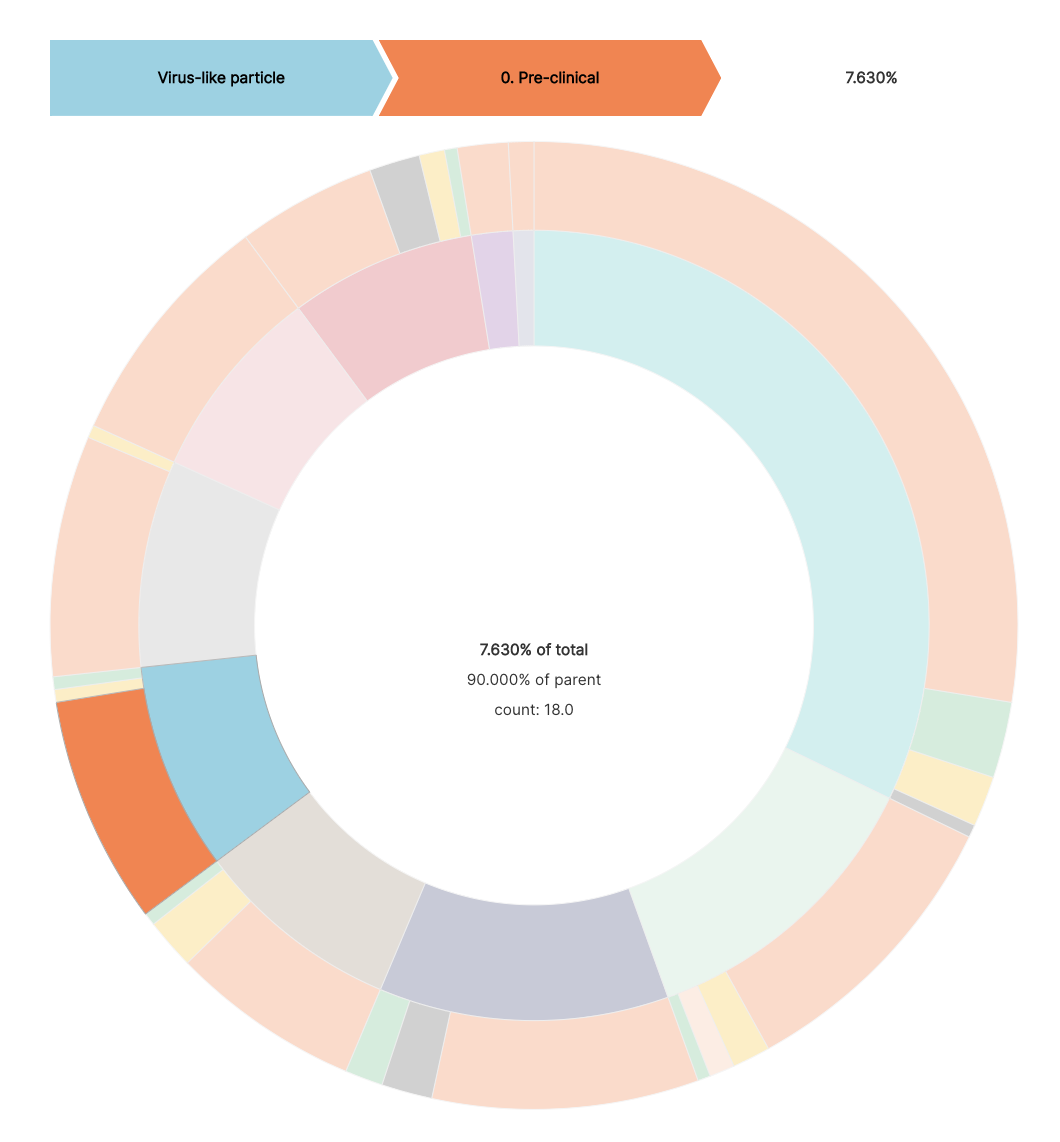 Virus-like particle
0. Pre-clinical
7.630%
7.630% of total
90.000% of parent
count: 18.0